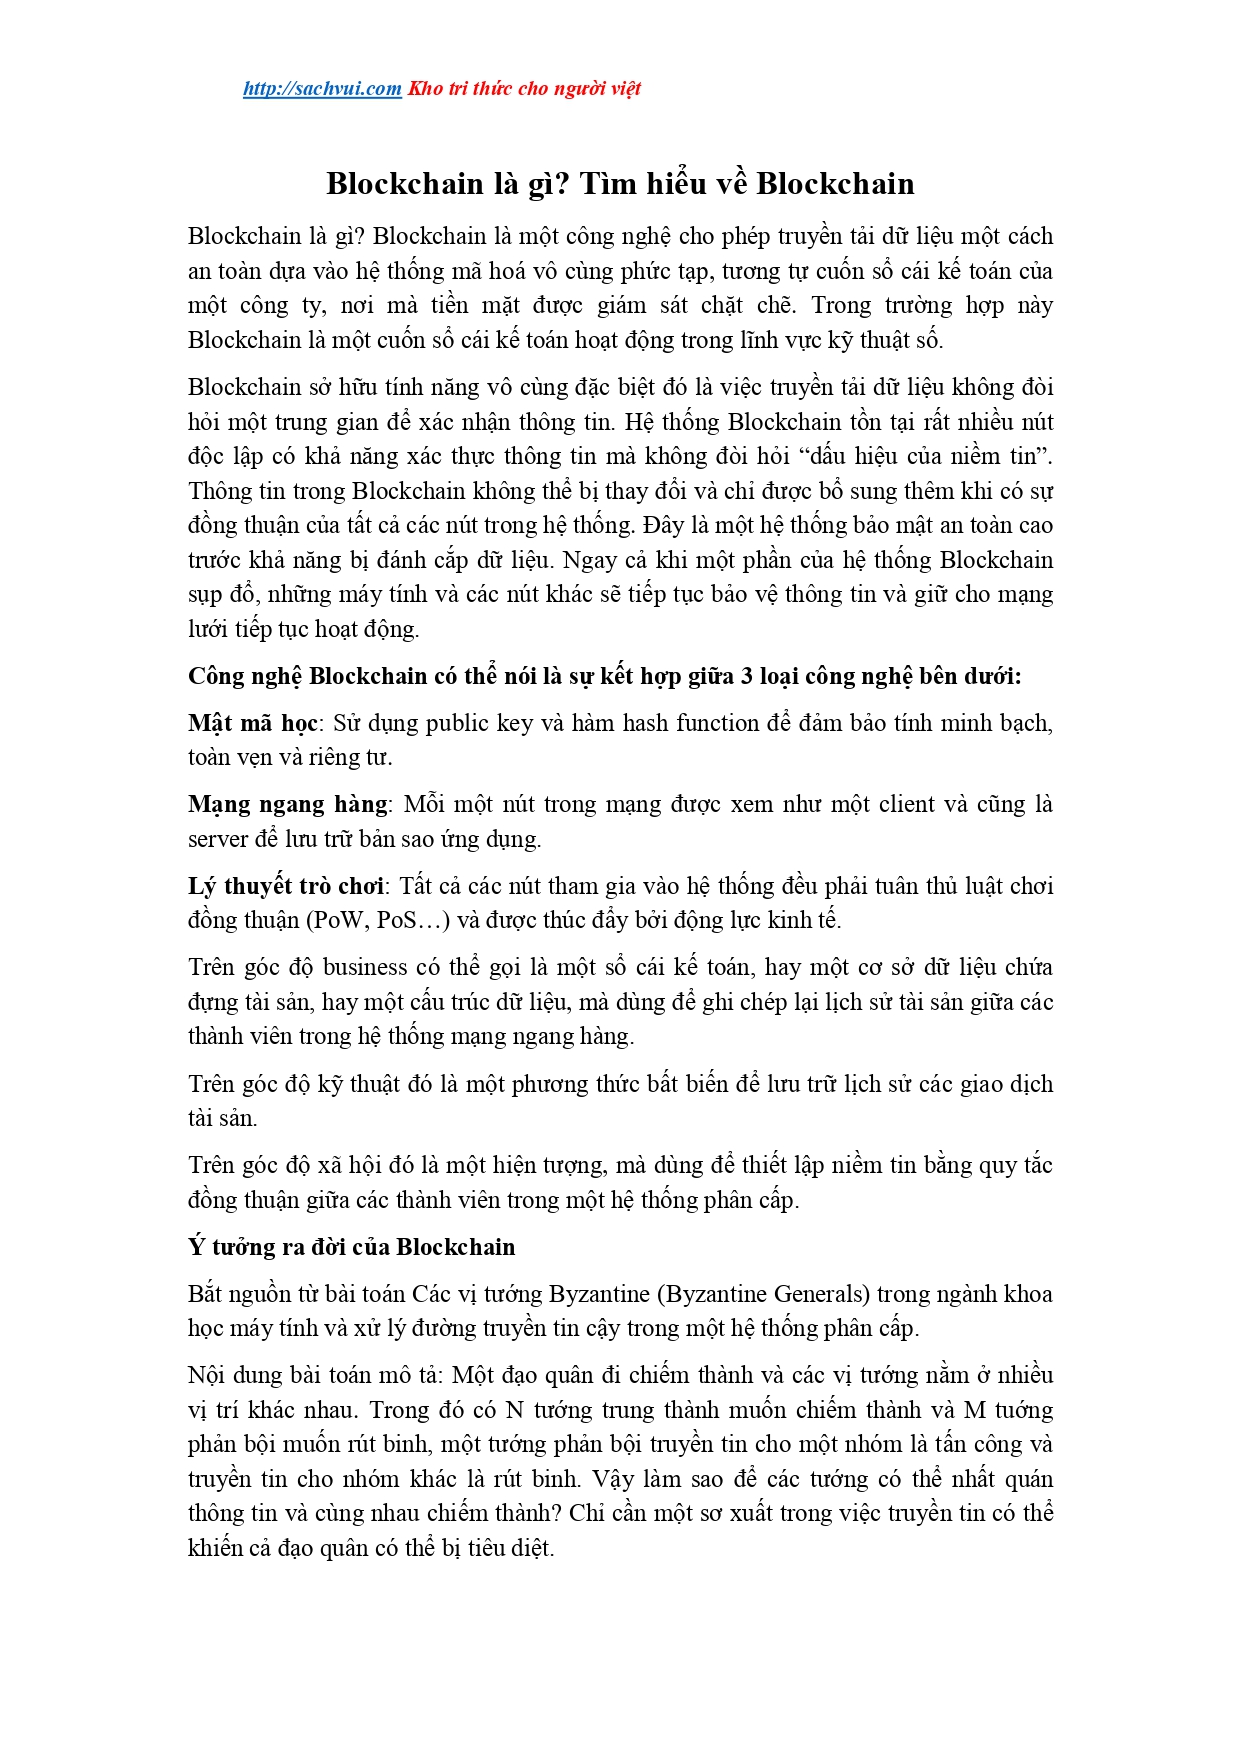 http://sachvui.com Kho tri thức cho người việt
Blockchain là gì? Tìm hiểu về Blockchain
Blockchain là gì? Blockchain là một công nghệ cho phép truyền tải dữ liệu một cách
an toàn dựa vào hệ thống mã hoá vô cùng phức tạp, tương tự cuốn sổ cái kế toán của
một công ty, nơi mà tiền mặt được giám sát chặt chẽ. Trong trường hợp này
Blockchain là một cuốn sổ cái kế toán hoạt động trong lĩnh vực kỹ thuật số.
Blockchain sở hữu tính năng vô cùng đặc biệt đó là việc truyền tải dữ liệu không đòi
hỏi một trung gian để xác nhận thông tin. Hệ thống Blockchain tồn tại rất nhiều nút
độc lập có khả năng xác thực thông tin mà không đòi hỏi “dấu hiệu của niềm tin”.
Thông tin trong Blockchain không thể bị thay đổi và chỉ được bổ sung thêm khi có sự
đồng thuận của tất cả các nút trong hệ thống. Đây là một hệ thống bảo mật an toàn cao
trước khả năng bị đánh cắp dữ liệu. Ngay cả khi một phần của hệ thống Blockchain
sụp đổ, những máy tính và các nút khác sẽ tiếp tục bảo vệ thông tin và giữ cho mạng
lưới tiếp tục hoạt động.
Công nghệ Blockchain có thể nói là sự kết hợp giữa 3 loại công nghệ bên dưới:
Mật mã học: Sử dụng public key và hàm hash function để đảm bảo tính minh bạch,
toàn vẹn và riêng tư.
Mạng ngang hàng: Mỗi một nút trong mạng được xem như một client và cũng là
server để lưu trữ bản sao ứng dụng.
Lý thuyết trò chơi: Tất cả các nút tham gia vào hệ thống đều phải tuân thủ luật chơi
đồng thuận (PoW, PoS…) và được thúc đẩy bởi động lực kinh tế.
Trên góc độ business có thể gọi là một sổ cái kế toán, hay một cơ sở dữ liệu chứa
đựng tài sản, hay một cấu trúc dữ liệu, mà dùng để ghi chép lại lịch sử tài sản giữa các
thành viên trong hệ thống mạng ngang hàng.
Trên góc độ kỹ thuật đó là một phương thức bất biến để lưu trữ lịch sử các giao dịch
tài sản.
Trên góc độ xã hội đó là một hiện tượng, mà dùng để thiết lập niềm tin bằng quy tắc
đồng thuận giữa các thành viên trong một hệ thống phân cấp.
Ý tưởng ra đời của Blockchain
Bắt nguồn từ bài toán Các vị tướng Byzantine (Byzantine Generals) trong ngành khoa
học máy tính và xử lý đường truyền tin cậy trong một hệ thống phân cấp.
Nội dung bài toán mô tả: Một đạo quân đi chiếm thành và các vị tướng nằm ở nhiều
vị trí khác nhau. Trong đó có N tướng trung thành muốn chiếm thành và M tuớng
phản bội muốn rút binh, một tướng phản bội truyền tin cho một nhóm là tấn công và
truyền tin cho nhóm khác là rút binh. Vậy làm sao để các tướng có thể nhất quán
thông tin và cùng nhau chiếm thành? Chỉ cần một sơ xuất trong việc truyền tin có thể
khiến cả đạo quân có thể bị tiêu diệt.